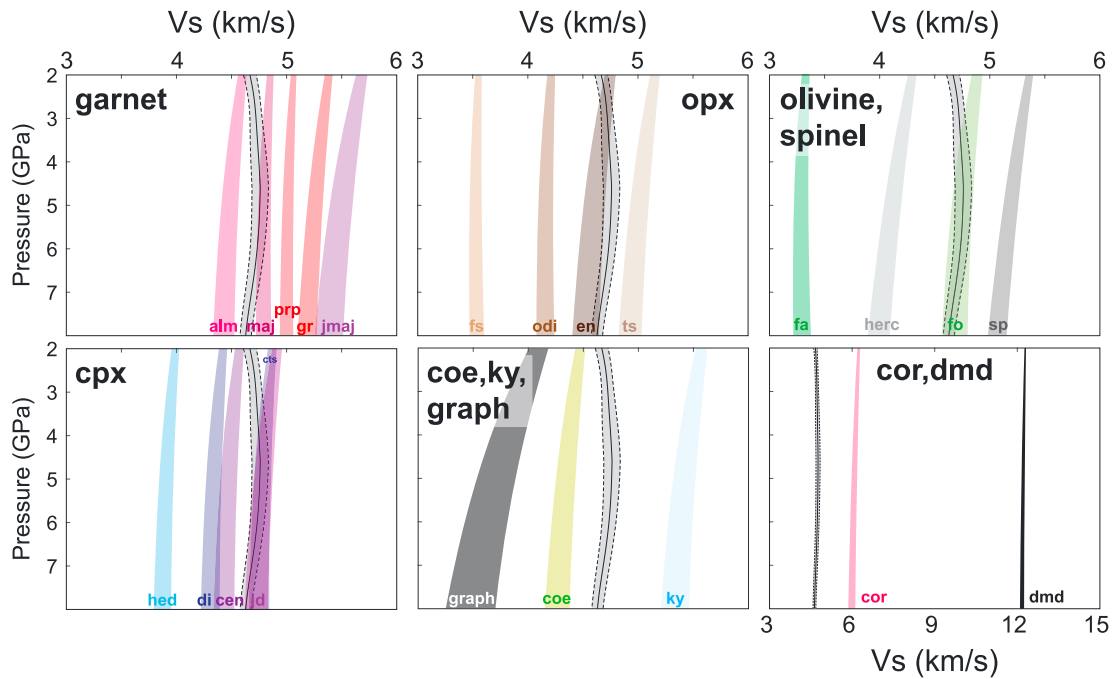 Vs (km/s)
Vs (km/s)
Vs (km/s)
3 4 5 6
3 4 5 6
3 4 5 6
Pressure (GPa)
2
3
4
5
6
7
garnet
alm
maj
prp
gr
jmaj
opx
fs
odi
en
ts
olivine,
spinel
fa
herc
fo
sp
Pressure (GPa)
2
3
4
5
6
7
cpx
cts
hed
di
cen
jd
coe,ky,
graph
graph
coe
ky
cor,dmd
cor
dmd
3 6 9 12 15
Vs (km/s)